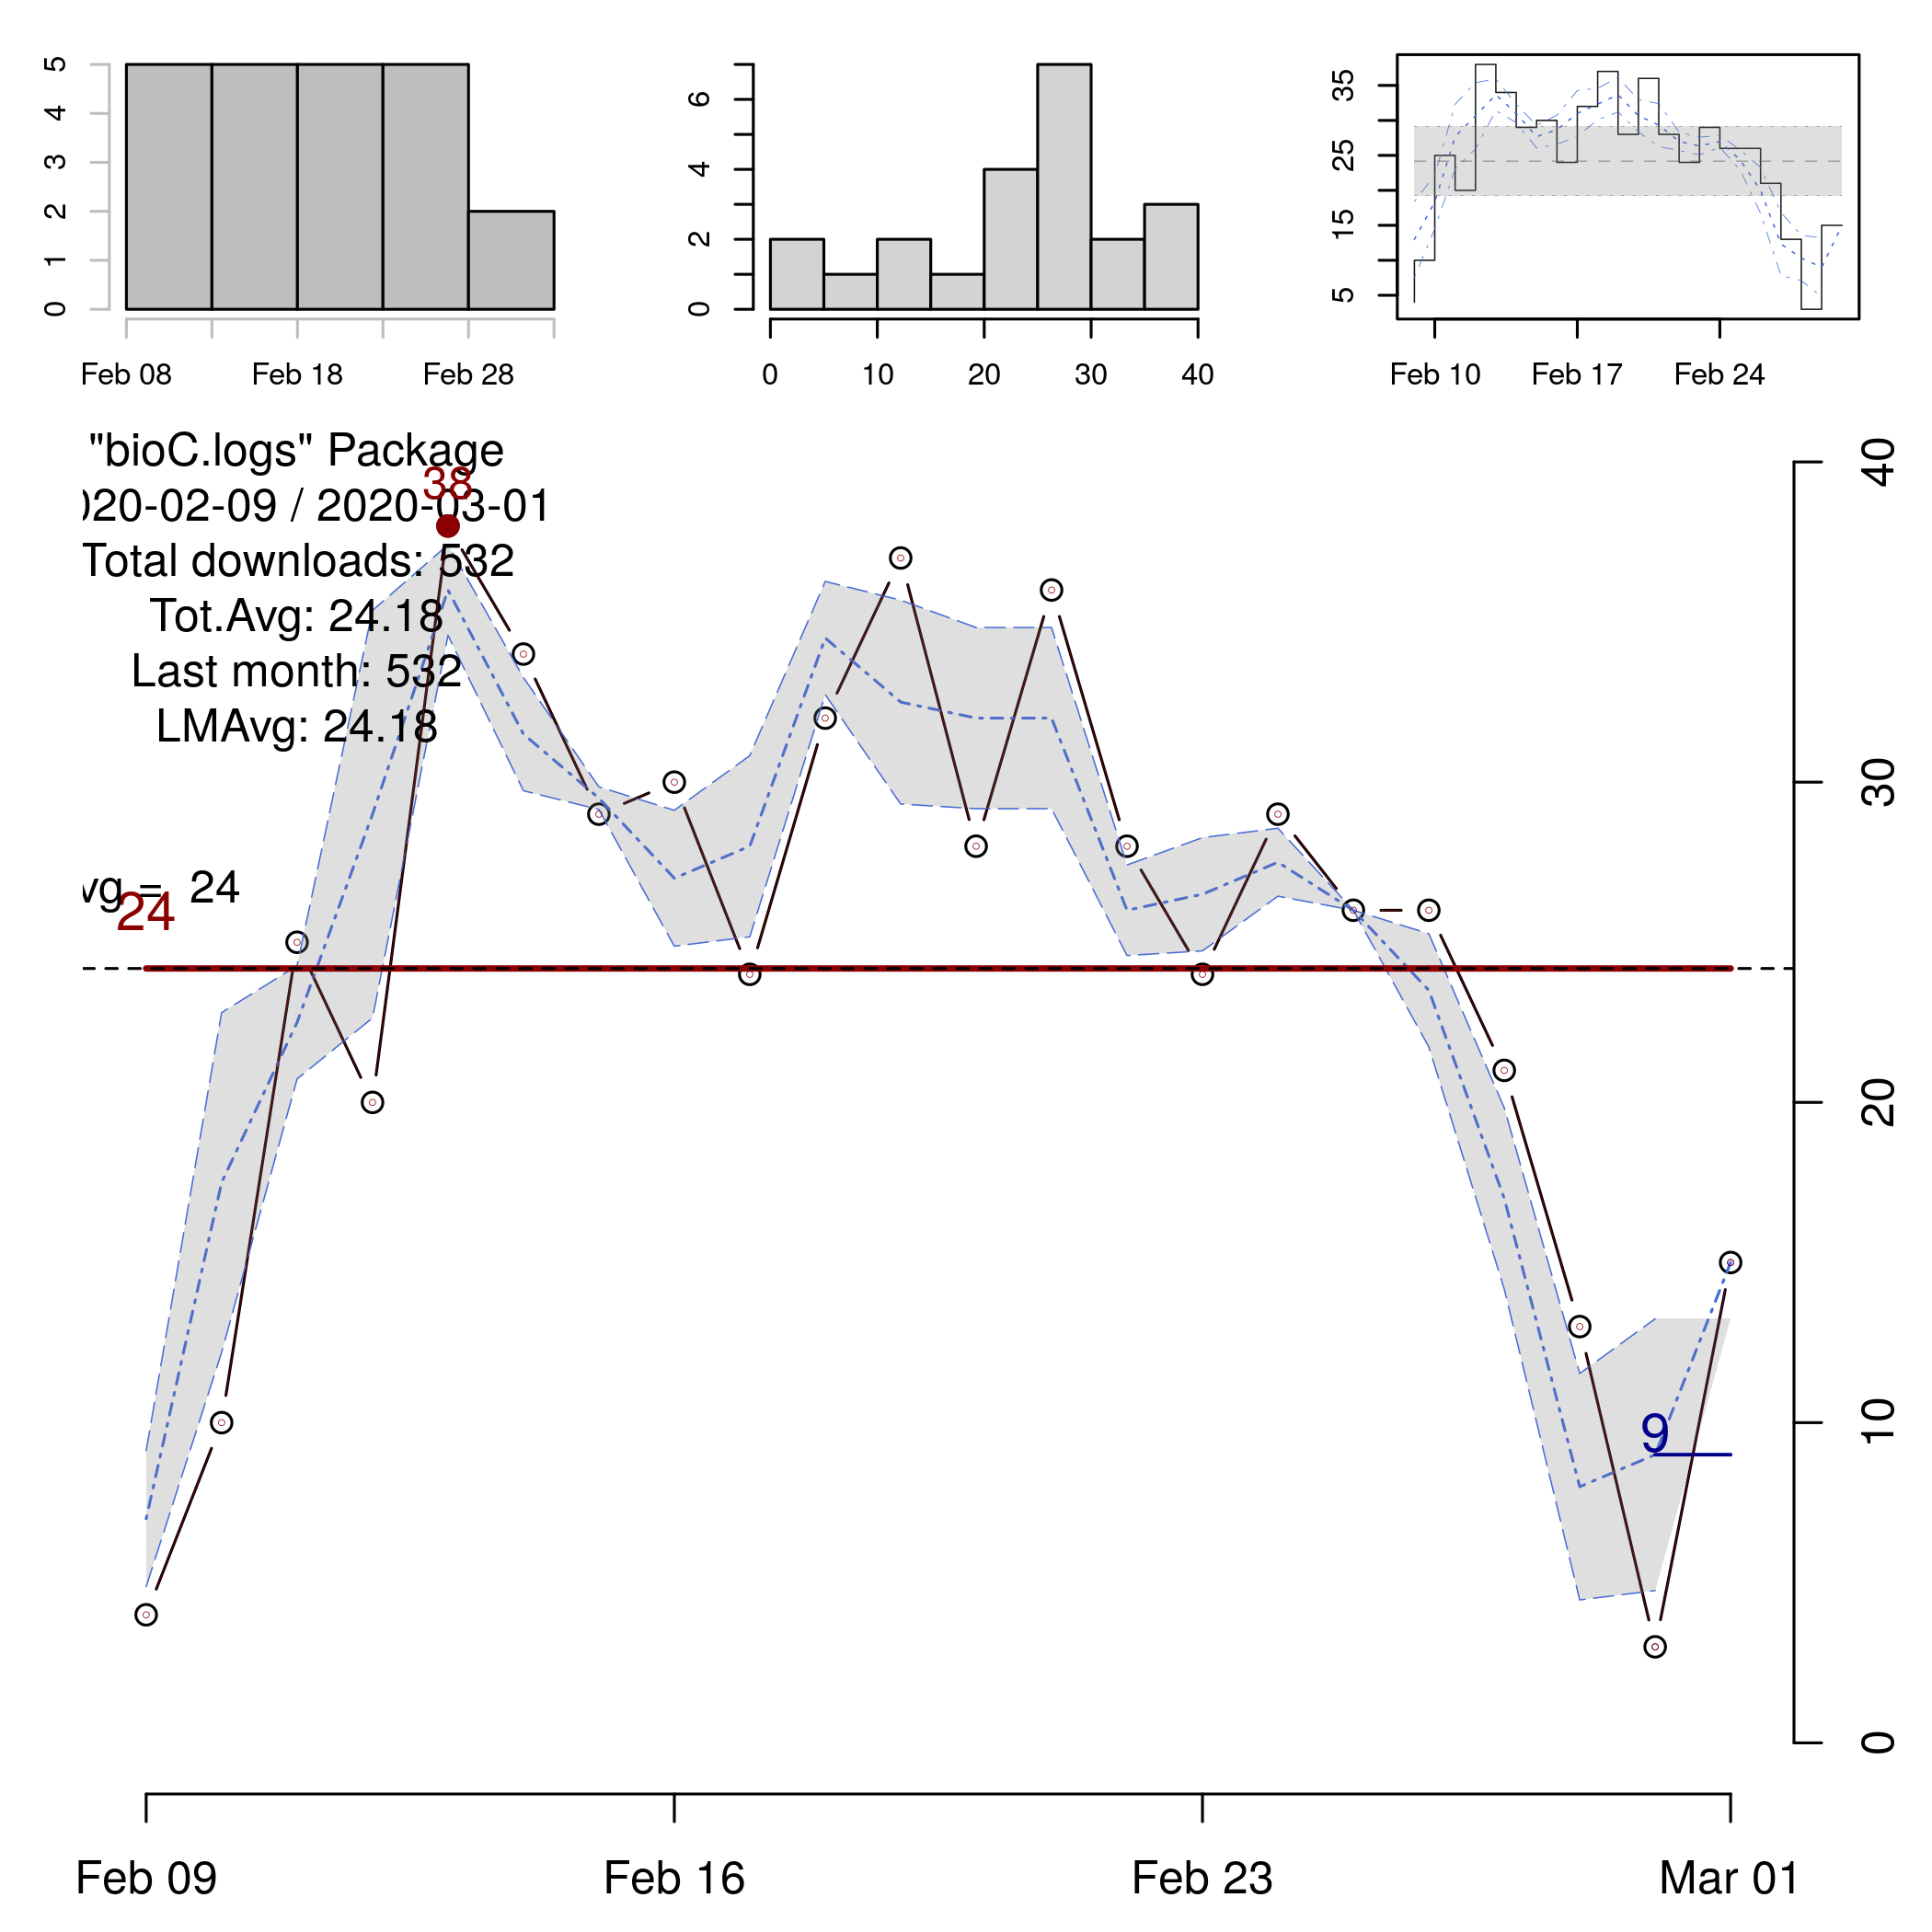 5
4
3
2
1
0
Feb 08 Feb 18 Feb 28
6
4
2
0
0 10 20 30 40
35
25
15
5
Feb 10 Feb 17 Feb 24
"bioC.logs" Package
020-02-09 / 2020-03-01
Total downloads: 532
Tot.Avg: 24.18
Last month: 532
LMAvg: 24.18
38
vg = 24
24
9
40
30
20
10
0
Feb 09 Feb 16 Feb 23 Mar 01